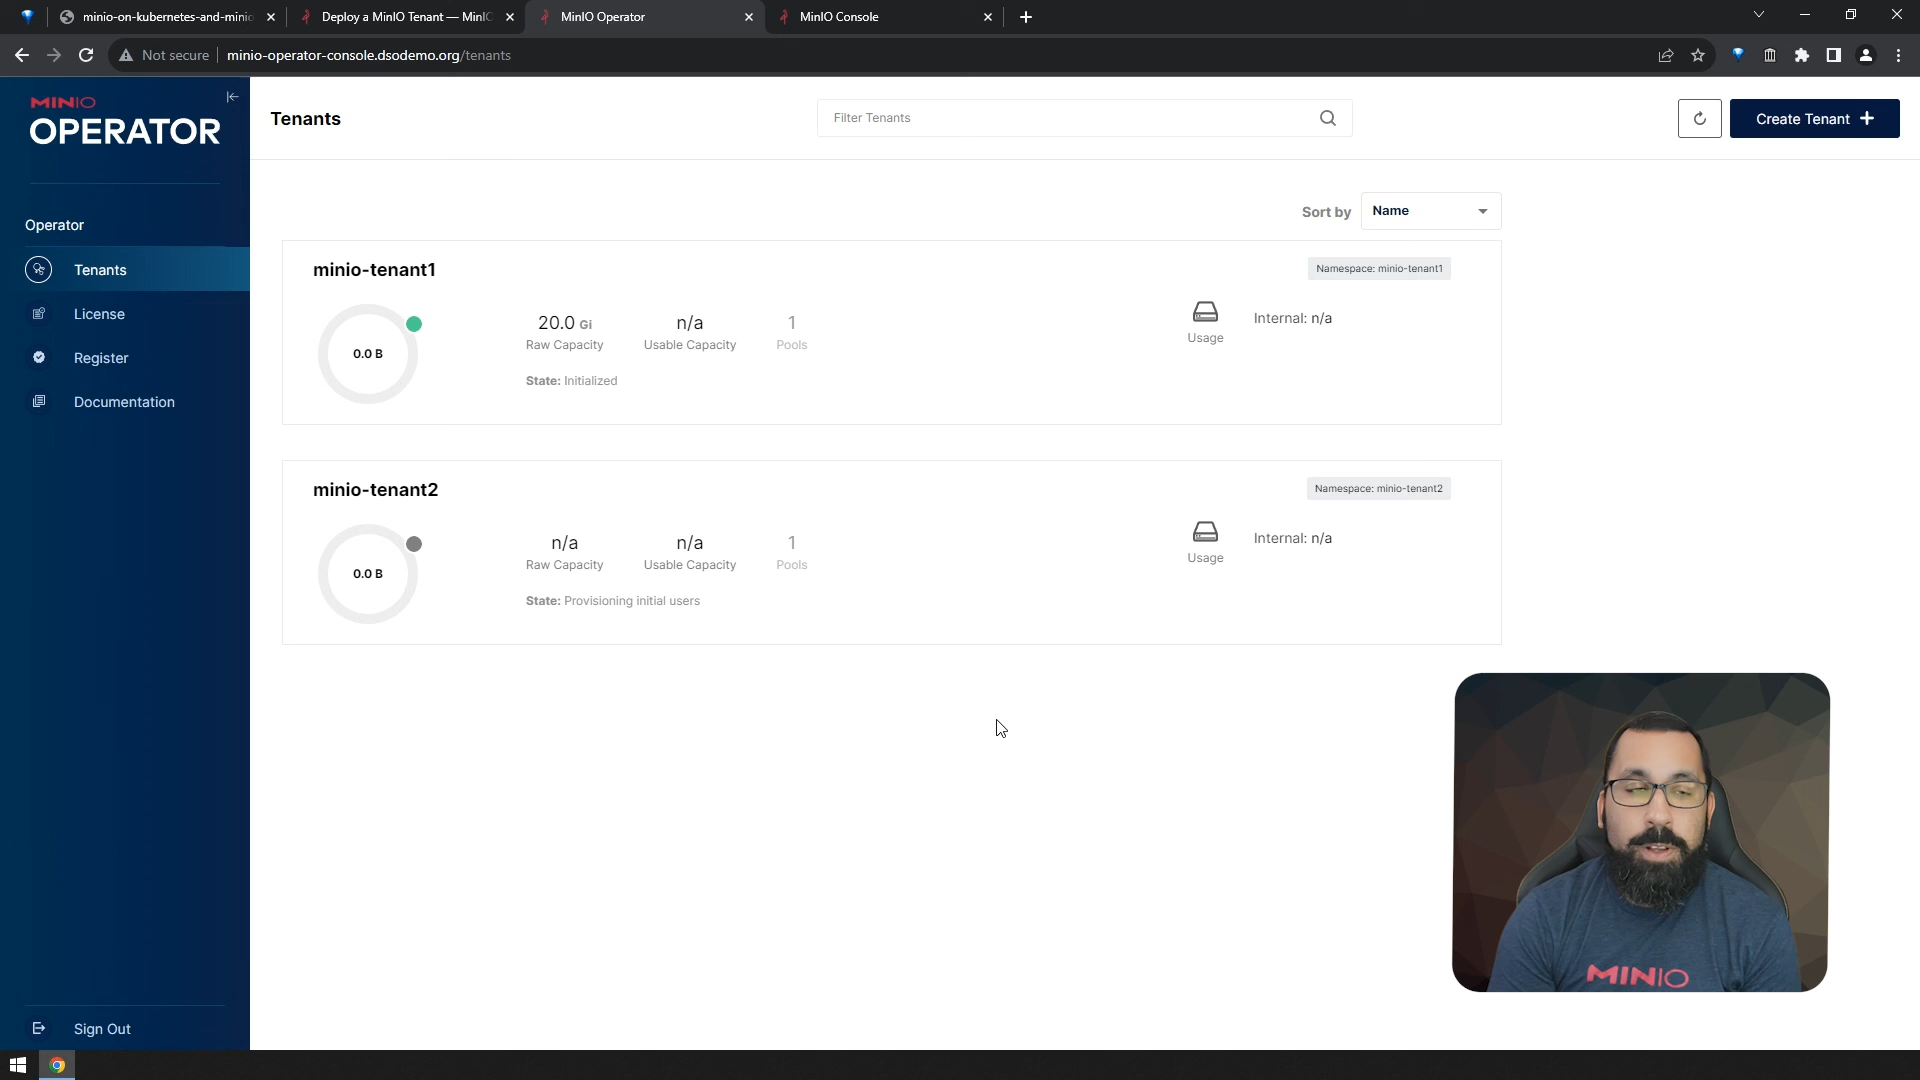 minio-on-kubernetes-and-minio
Deploy a MinIO Tenant — MinIO
MinIO Operator
MinIO Console
Not secure
minio-operator-console.dsodemo.org/tenants
MINIO
OPERATOR
Tenants
Filter Tenants
Create Tenant
Operator
Tenants
License
Register
Documentation
Sign Out
Sort by
Name
minio-tenant1
Namespace: minio-tenant1
0.0 B
20.0 Gi
Raw Capacity
n/a
Usable Capacity
1
Pools
State: Initialized
Usage
Internal: n/a
minio-tenant2
Namespace: minio-tenant2
0.0 B
n/a
Raw Capacity
n/a
Usable Capacity
1
Pools
State: Provisioning initial users
Usage
Internal: n/a
MINIO